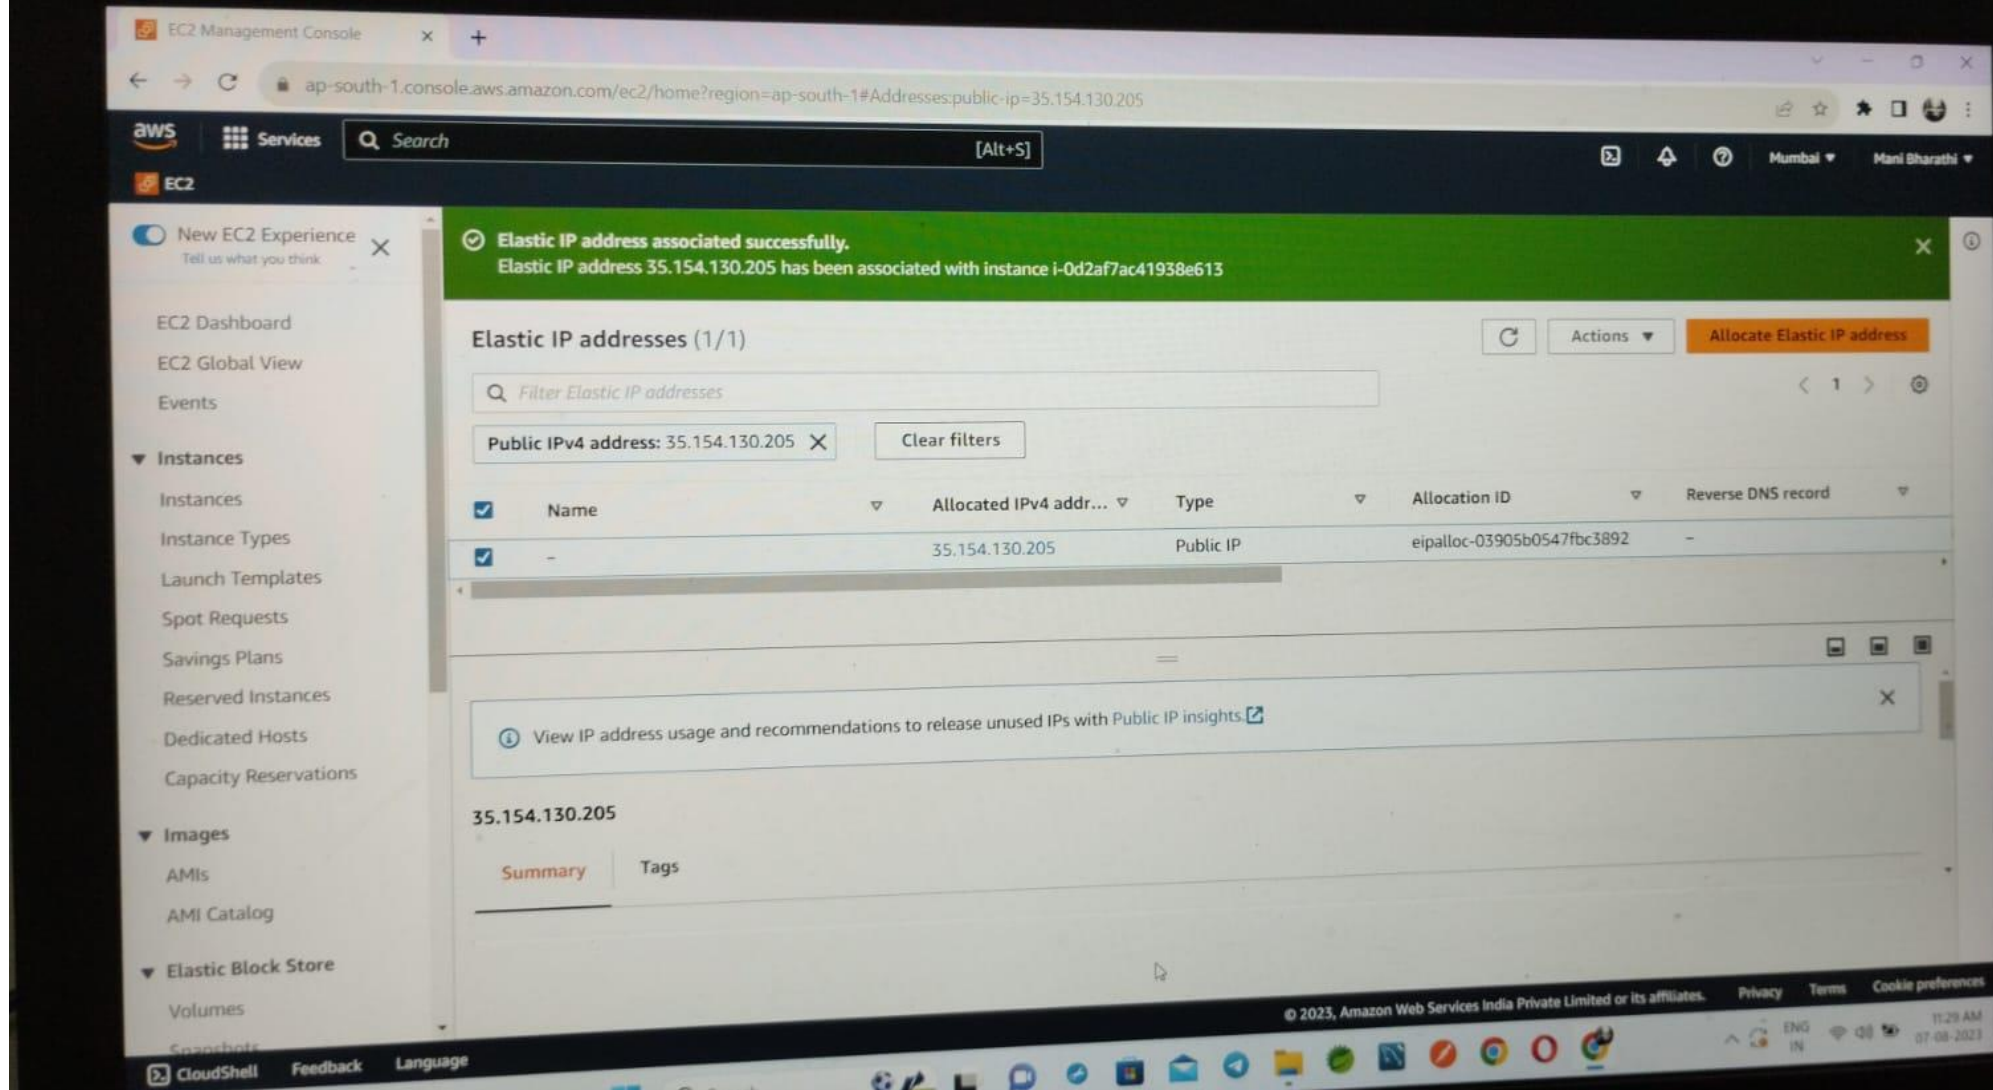 EC2 Management Console
ap-south-1.console.aws.amazon.com/ec2/home?region=ap-south-1#Addresses:public-ip=35.154.130.205
aws
Services
Search
[Alt+S]
Mumbai
Mani Bharathi
EC2
New EC2 Experience
Tell us what you think
EC2 Dashboard
EC2 Global View
Events
Instances
Instances
Instance Types
Launch Templates
Spot Requests
Savings Plans
Reserved Instances
Dedicated Hosts
Capacity Reservations
Images
AMIs
AMI Catalog
Elastic Block Store
Volumes
Snapshots
Elastic IP address associated successfully.
Elastic IP address 35.154.130.205 has been associated with instance i-0d2af7ac41938e613
Elastic IP addresses (1/1)
Actions
Allocate Elastic IP address
Filter Elastic IP addresses
1
Public IPv4 address: 35.154.130.205
Clear filters
Name Allocated IPv4 addr... Type Allocation ID Reverse DNS record
– 35.154.130.205 Public IP eipalloc-03905b0547fbc3892 –
View IP address usage and recommendations to release unused IPs with Public IP insights.
35.154.130.205
Summary Tags
© 2023, Amazon Web Services India Private Limited or its affiliates. Privacy Terms Cookie preferences
CloudShell Feedback Language
ENG
IN
11:29 AM
07-08-2023